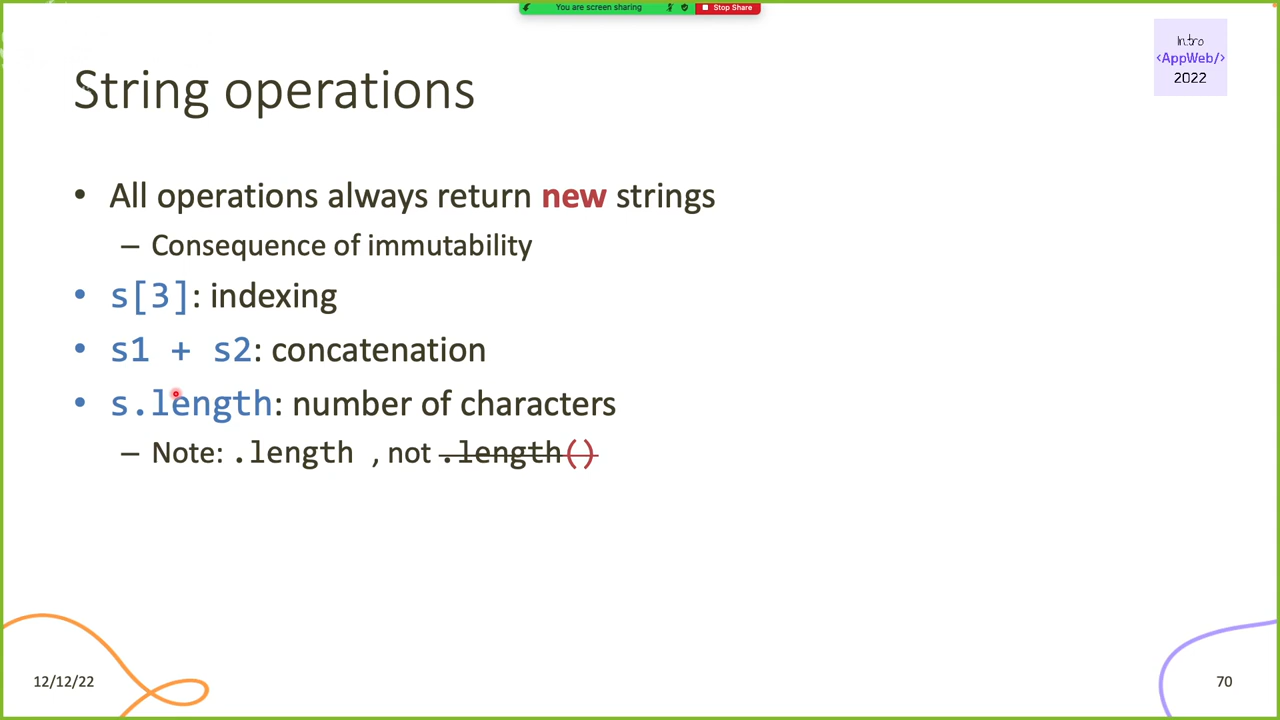 You are screen sharing
Stop Share
Intro
<AppWeb/>
2022
String operations
• All operations always return new strings
– Consequence of immutability
• s[3]: indexing
• s1 + s2: concatenation
• s.length: number of characters
– Note: .length , not .length()
12/12/22
70